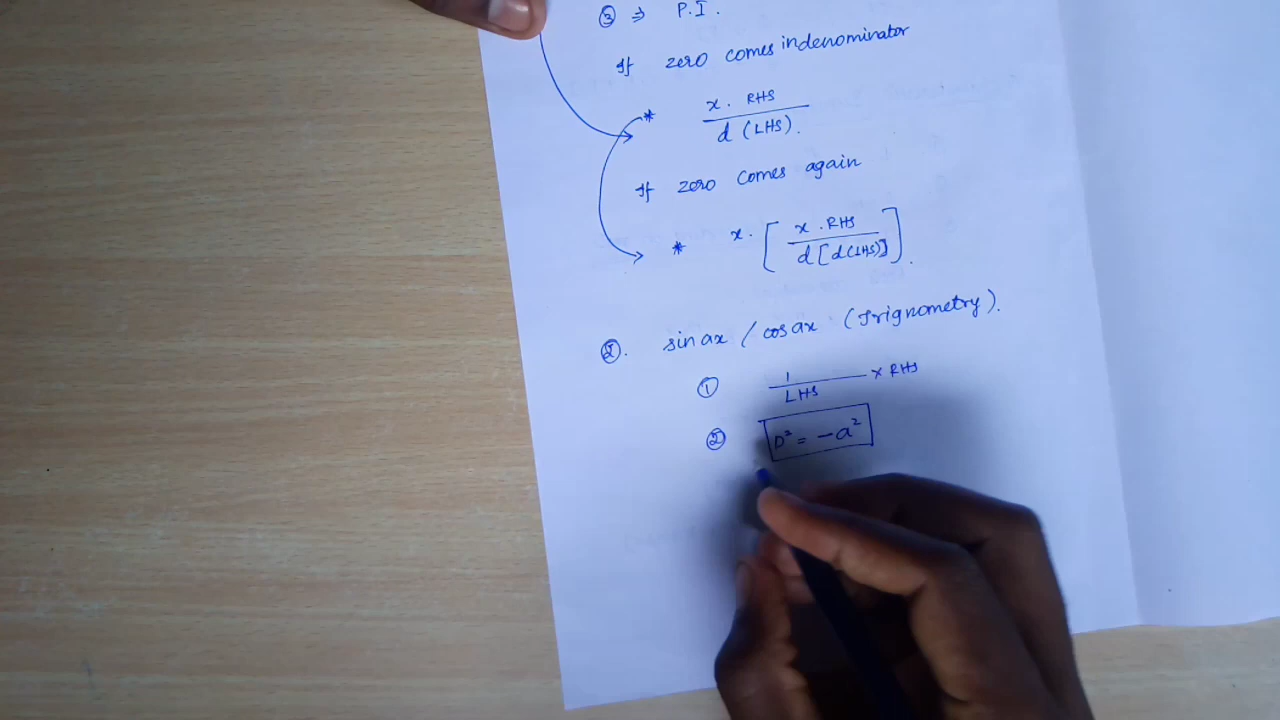 ③ ⇒ P.I.
If zero comes in denominator
* x. RHS / d (LHS).
If zero comes again
* x. [ x. RHS / d[d(LHS)] ].
②. sin ax / cos ax (Trignometry).
① 1 / LHS × RHS
② D² = -a²